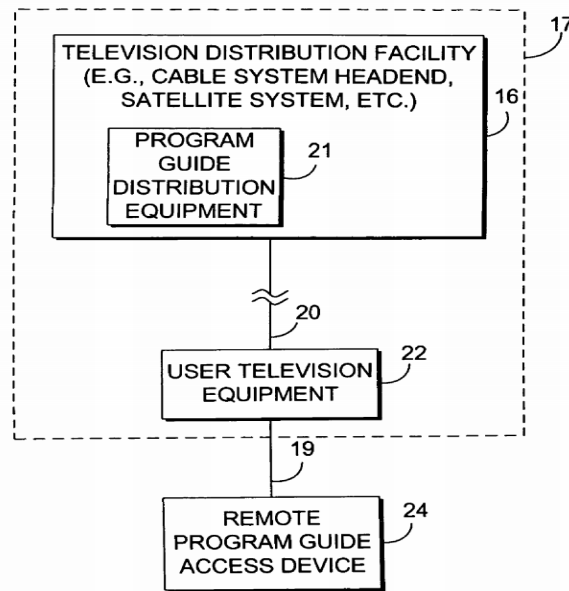 17
TELEVISION DISTRIBUTION FACILITY
(E.G., CABLE SYSTEM HEADEND,
SATELLITE SYSTEM, ETC.)
16
PROGRAM
GUIDE
DISTRIBUTION
EQUIPMENT
21
20
USER TELEVISION
EQUIPMENT
22
19
REMOTE
PROGRAM GUIDE
ACCESS DEVICE
24